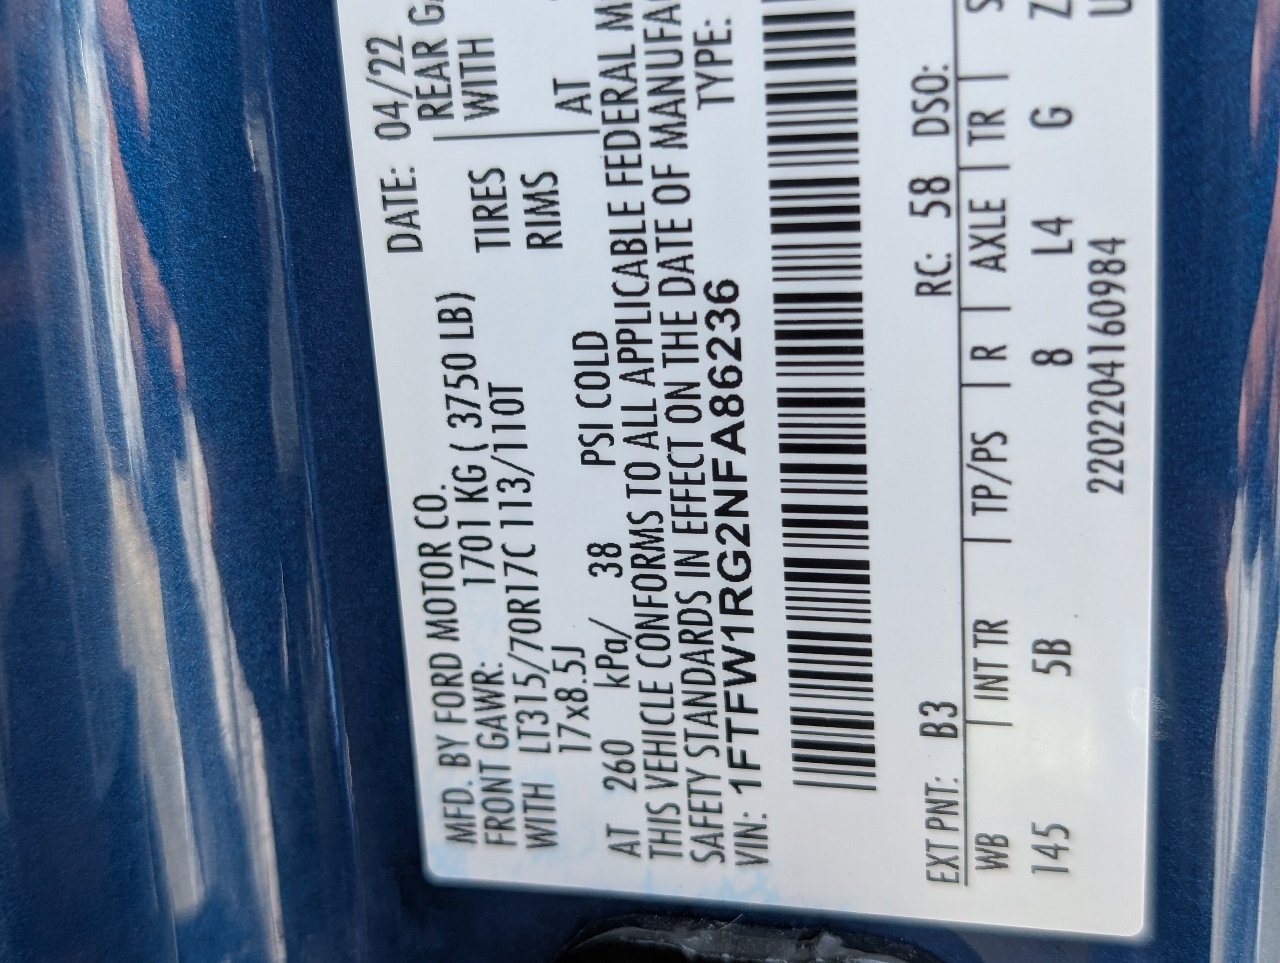 MFD. BY FORD MOTOR CO. DATE: 04/22
FRONT GAWR: 1701 KG ( 3750 LB) REAR
WITH LT315/70R17C 113/110T TIRES WITH
17x8.5J RIMS
AT 260 kPa/ 38 PSI COLD AT
THIS VEHICLE CONFORMS TO ALL APPLICABLE FEDERAL
SAFETY STANDARDS IN EFFECT ON THE DATE OF
VIN: 1FTFW1RG2NFA86236 TYPE:
EXT PNT: B3 RC: 58 DSO:
WB | INT TR | TP/PS | R | AXLE | TR |
145 5B 8 L4 G
2202204160984